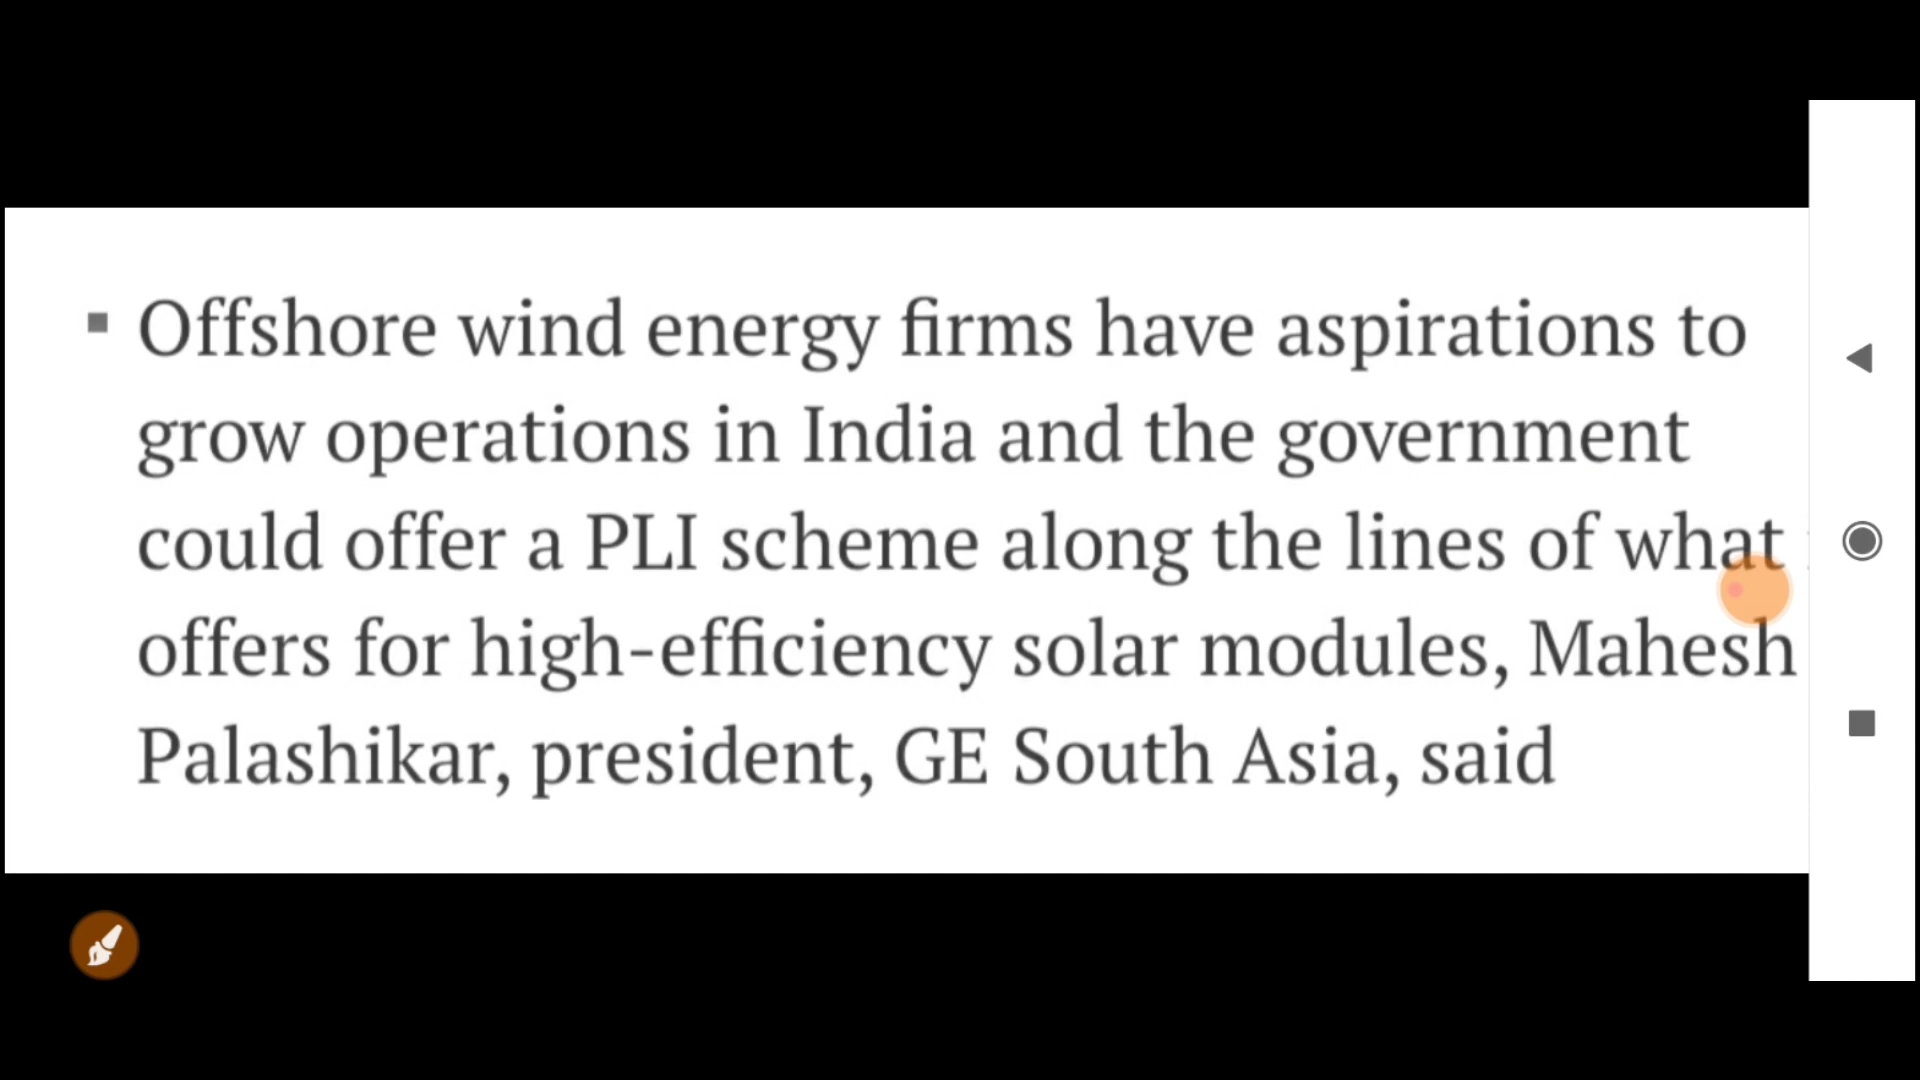 ▪ Offshore wind energy firms have aspirations to
grow operations in India and the government
could offer a PLI scheme along the lines of what
offers for high-efficiency solar modules, Mahesh
Palashikar, president, GE South Asia, said